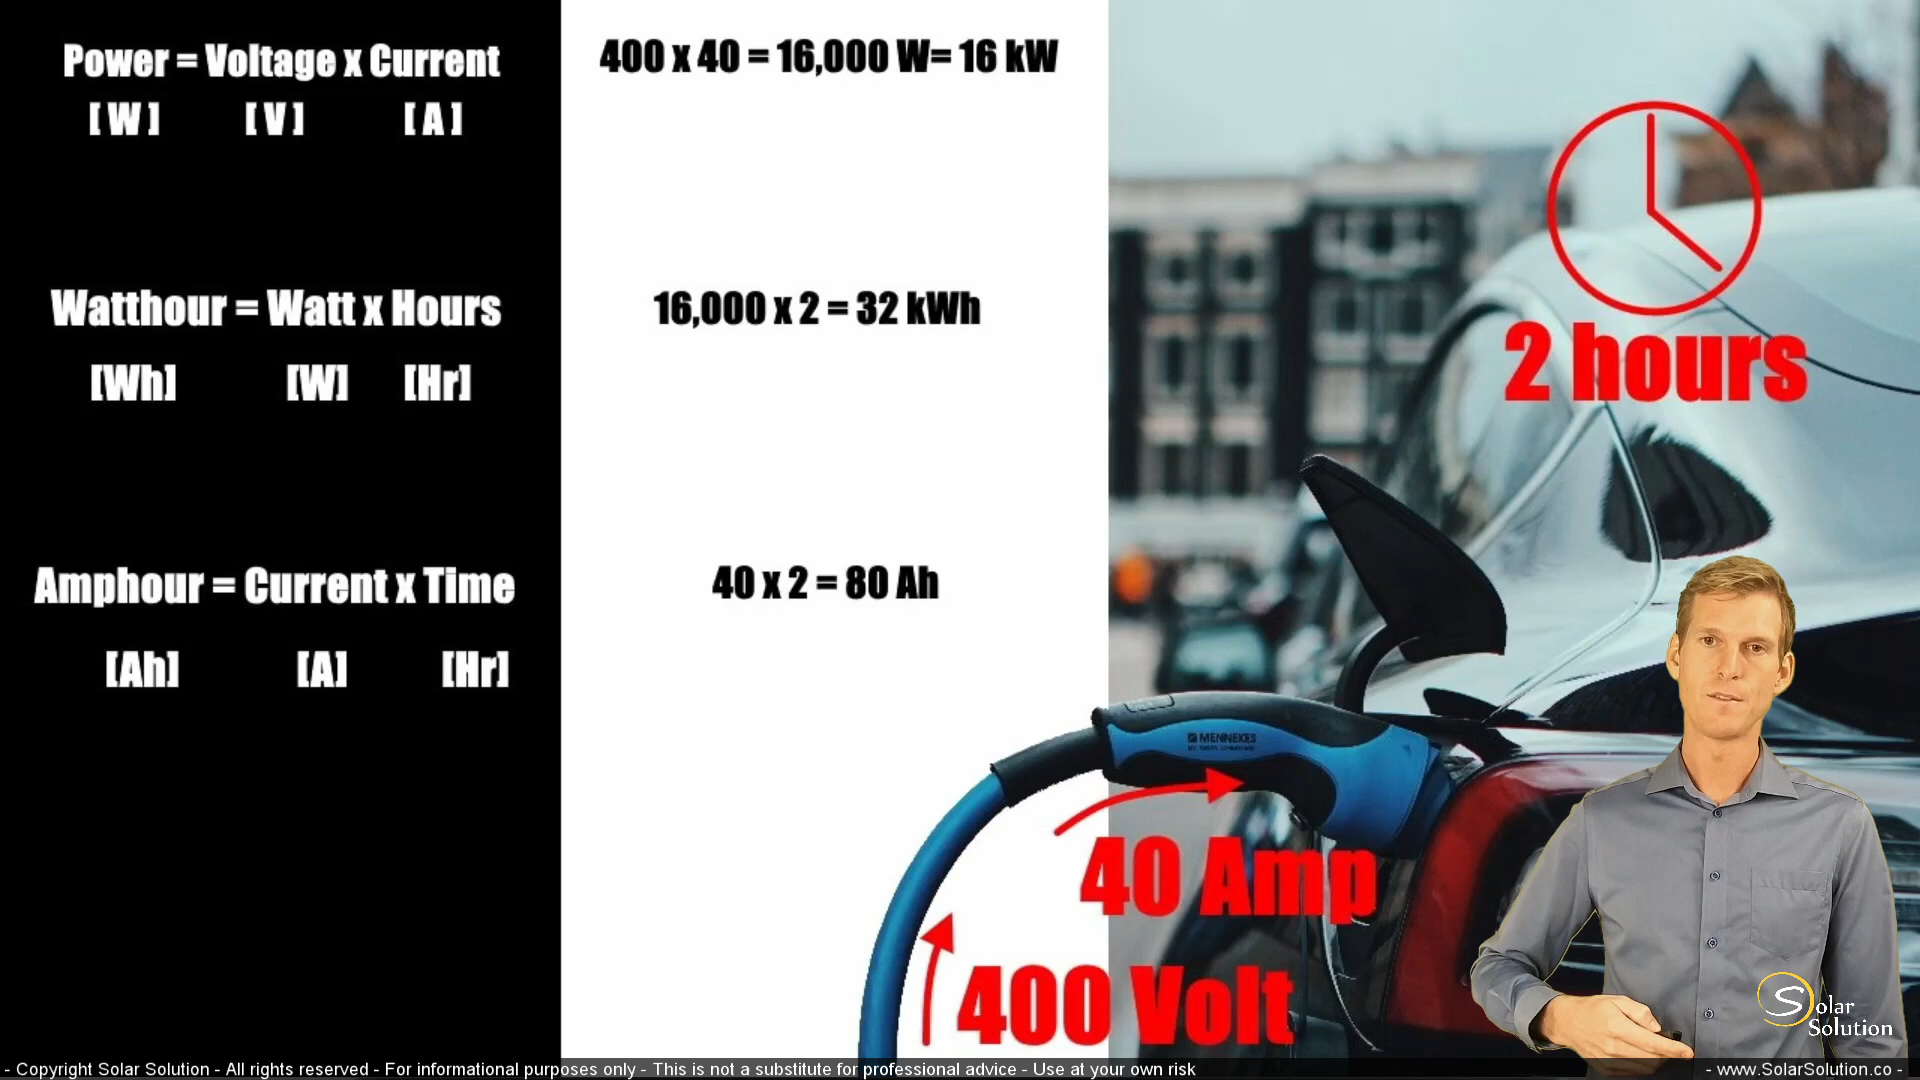 Power = Voltage x Current
[ W ] [ V ] [ A ]
400 x 40 = 16,000 W= 16 kW
Watthour = Watt x Hours
[Wh] [W] [Hr]
16,000 x 2 = 32 kWh
Amphour = Current x Time
[Ah] [A] [Hr]
40 x 2 = 80 Ah
2 hours
MENNEKES
40 Amp
400 Volt
Solar
Solution
- Copyright Solar Solution - All rights reserved - For informational purposes only - This is not a substitute for professional advice - Use at your own risk
- www.SolarSolution.co -